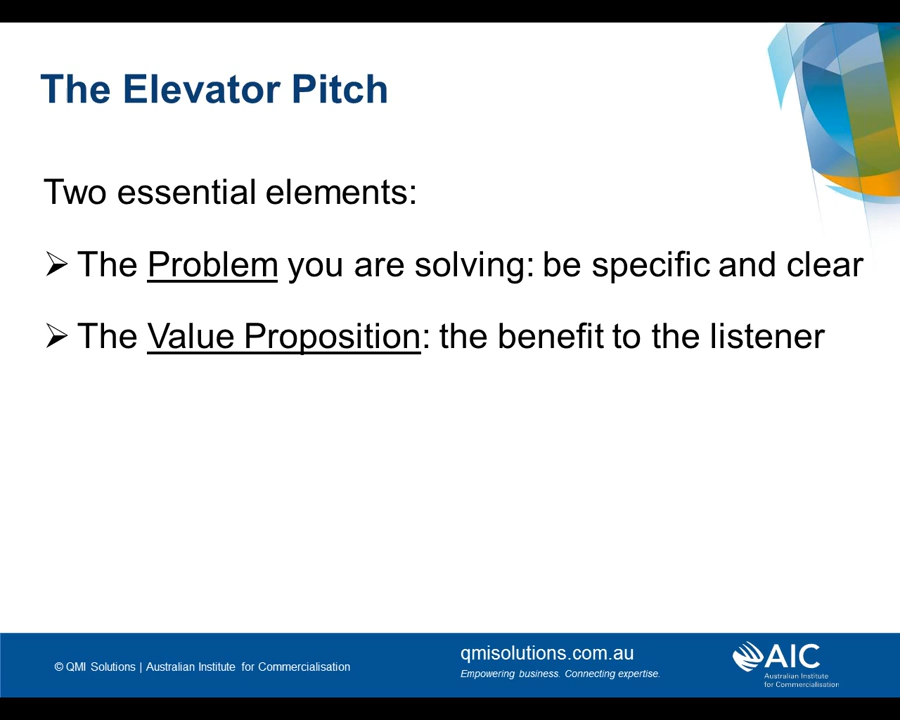 The Elevator Pitch
Two essential elements:
➢ The Problem you are solving: be specific and clear
➢ The Value Proposition: the benefit to the listener
© QMI Solutions | Australian Institute for Commercialisation
qmisolutions.com.au
Empowering business. Connecting expertise.
AIC
Australian Institute
for Commercialisation